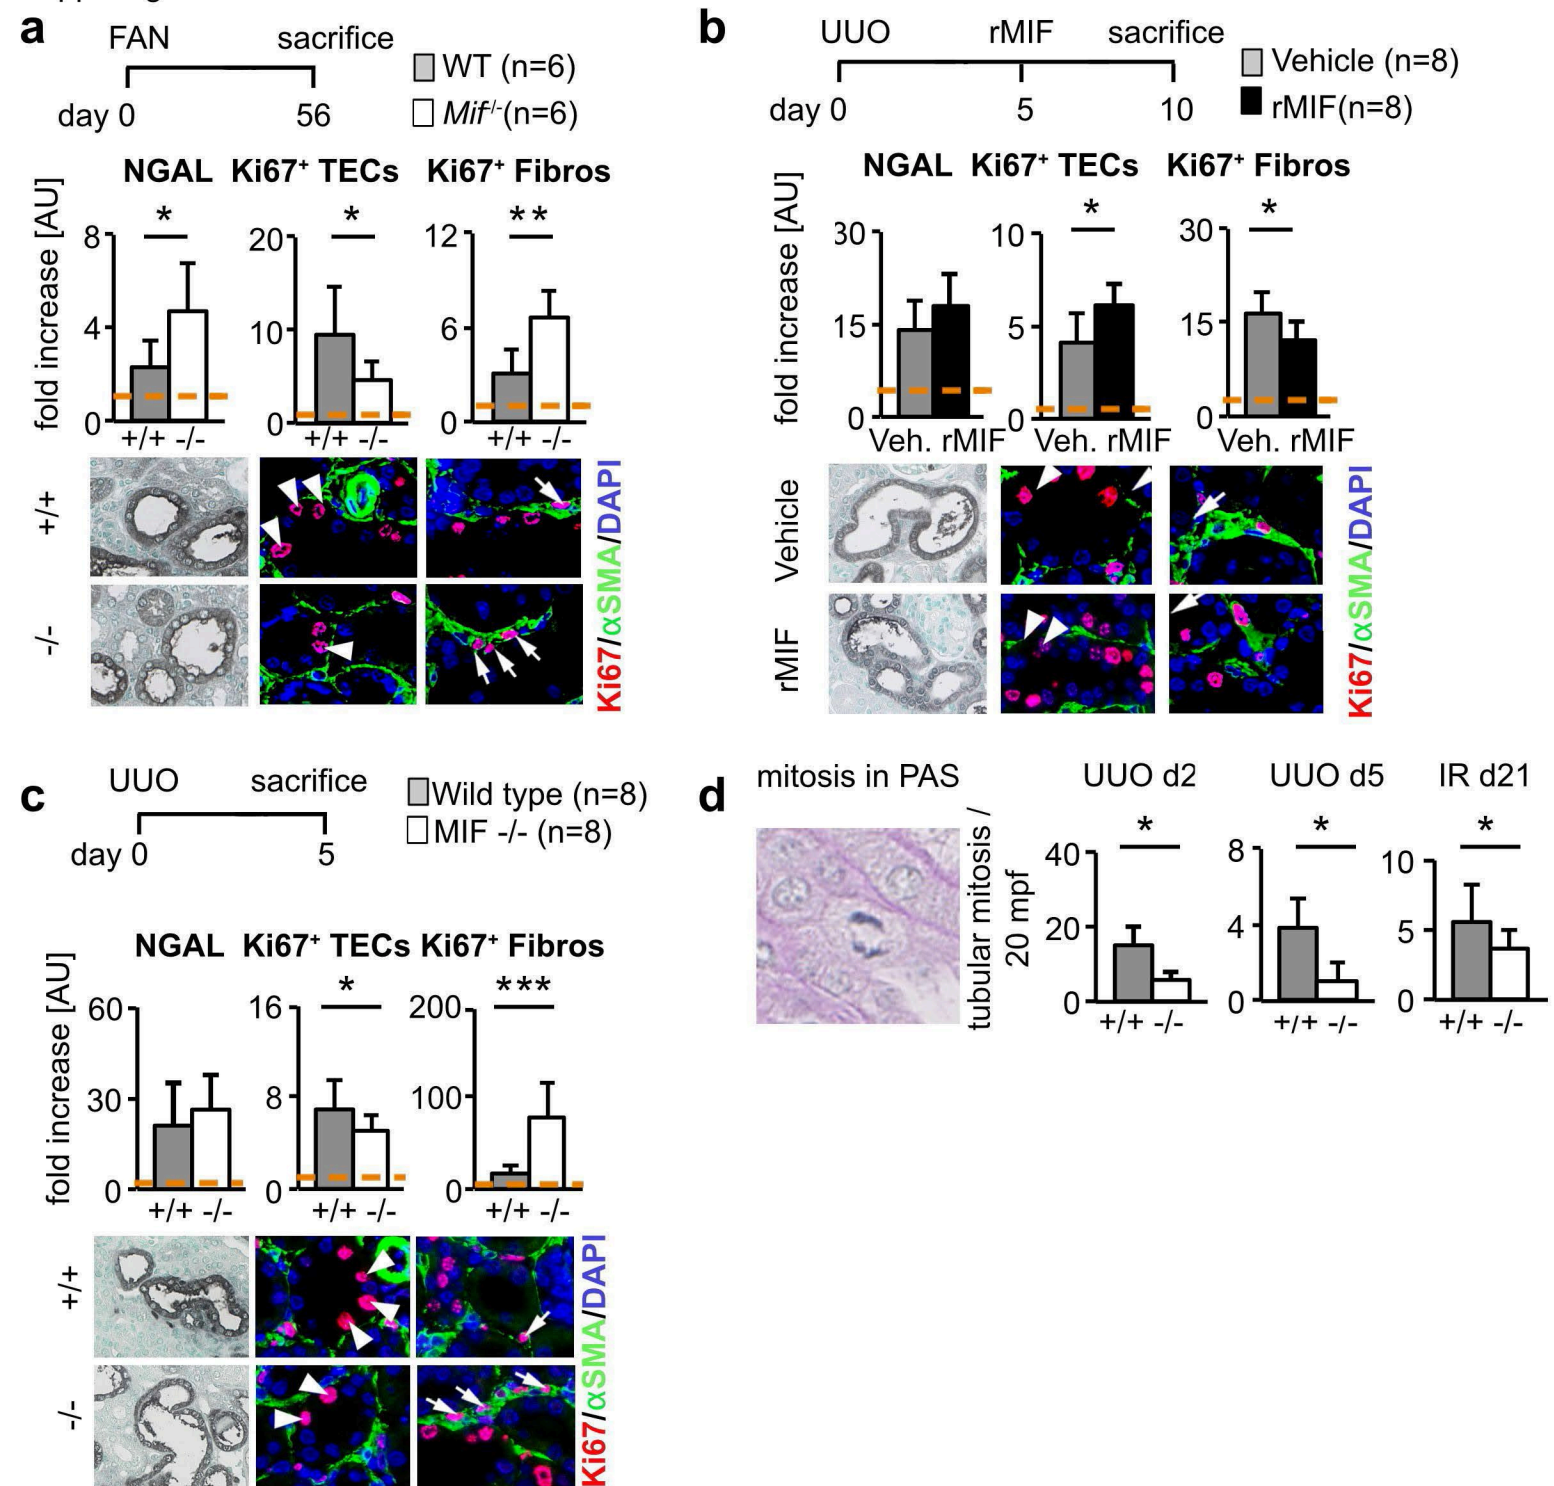 a
FAN sacrifice
day 0 56
WT (n=6)
Mif-/-(n=6)
NGAL Ki67+ TECs Ki67+ Fibros
fold increase [AU]
* * **
8 4 0
20 10 0
12 6 0
+/+ -/- +/+ -/- +/+ -/-
+/+
-/-
Ki67/αSMA/DAPI
b
UUO rMIF sacrifice
day 0 5 10
Vehicle (n=8)
rMIF(n=8)
NGAL Ki67+ TECs Ki67+ Fibros
fold increase [AU]
* *
30 15 0
10 5 0
30 15 0
Veh. rMIF Veh. rMIF Veh. rMIF
Vehicle
rMIF
Ki67/αSMA/DAPI
c
UUO sacrifice
day 0 5
Wild type (n=8)
MIF -/- (n=8)
NGAL Ki67+ TECs Ki67+ Fibros
fold increase [AU]
* ***
60 30 0
16 8 0
200 100 0
+/+ -/- +/+ -/- +/+ -/-
+/+
-/-
Ki67/αSMA/DAPI
d
mitosis in PAS
tubular mitosis /
20 mpf
UUO d2 UUO d5 IR d21
* * *
40 20 0
8 4 0
10 5 0
+/+ -/- +/+ -/- +/+ -/-